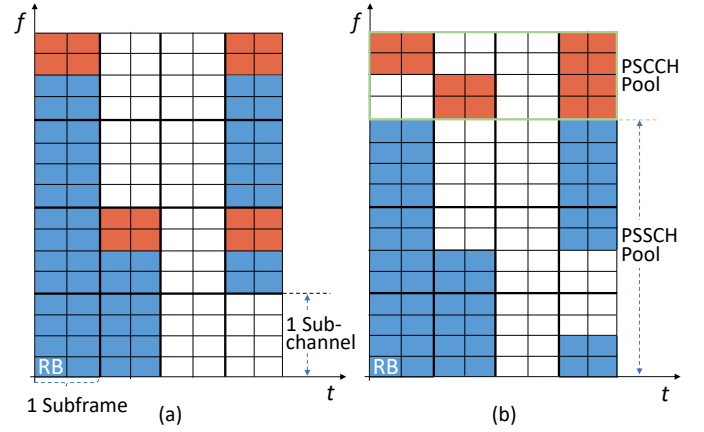 f
RB
1 Sub-
channel
t
1 Subframe
(a)
f
PSCCH
Pool
PSSCH
Pool
RB
t
(b)